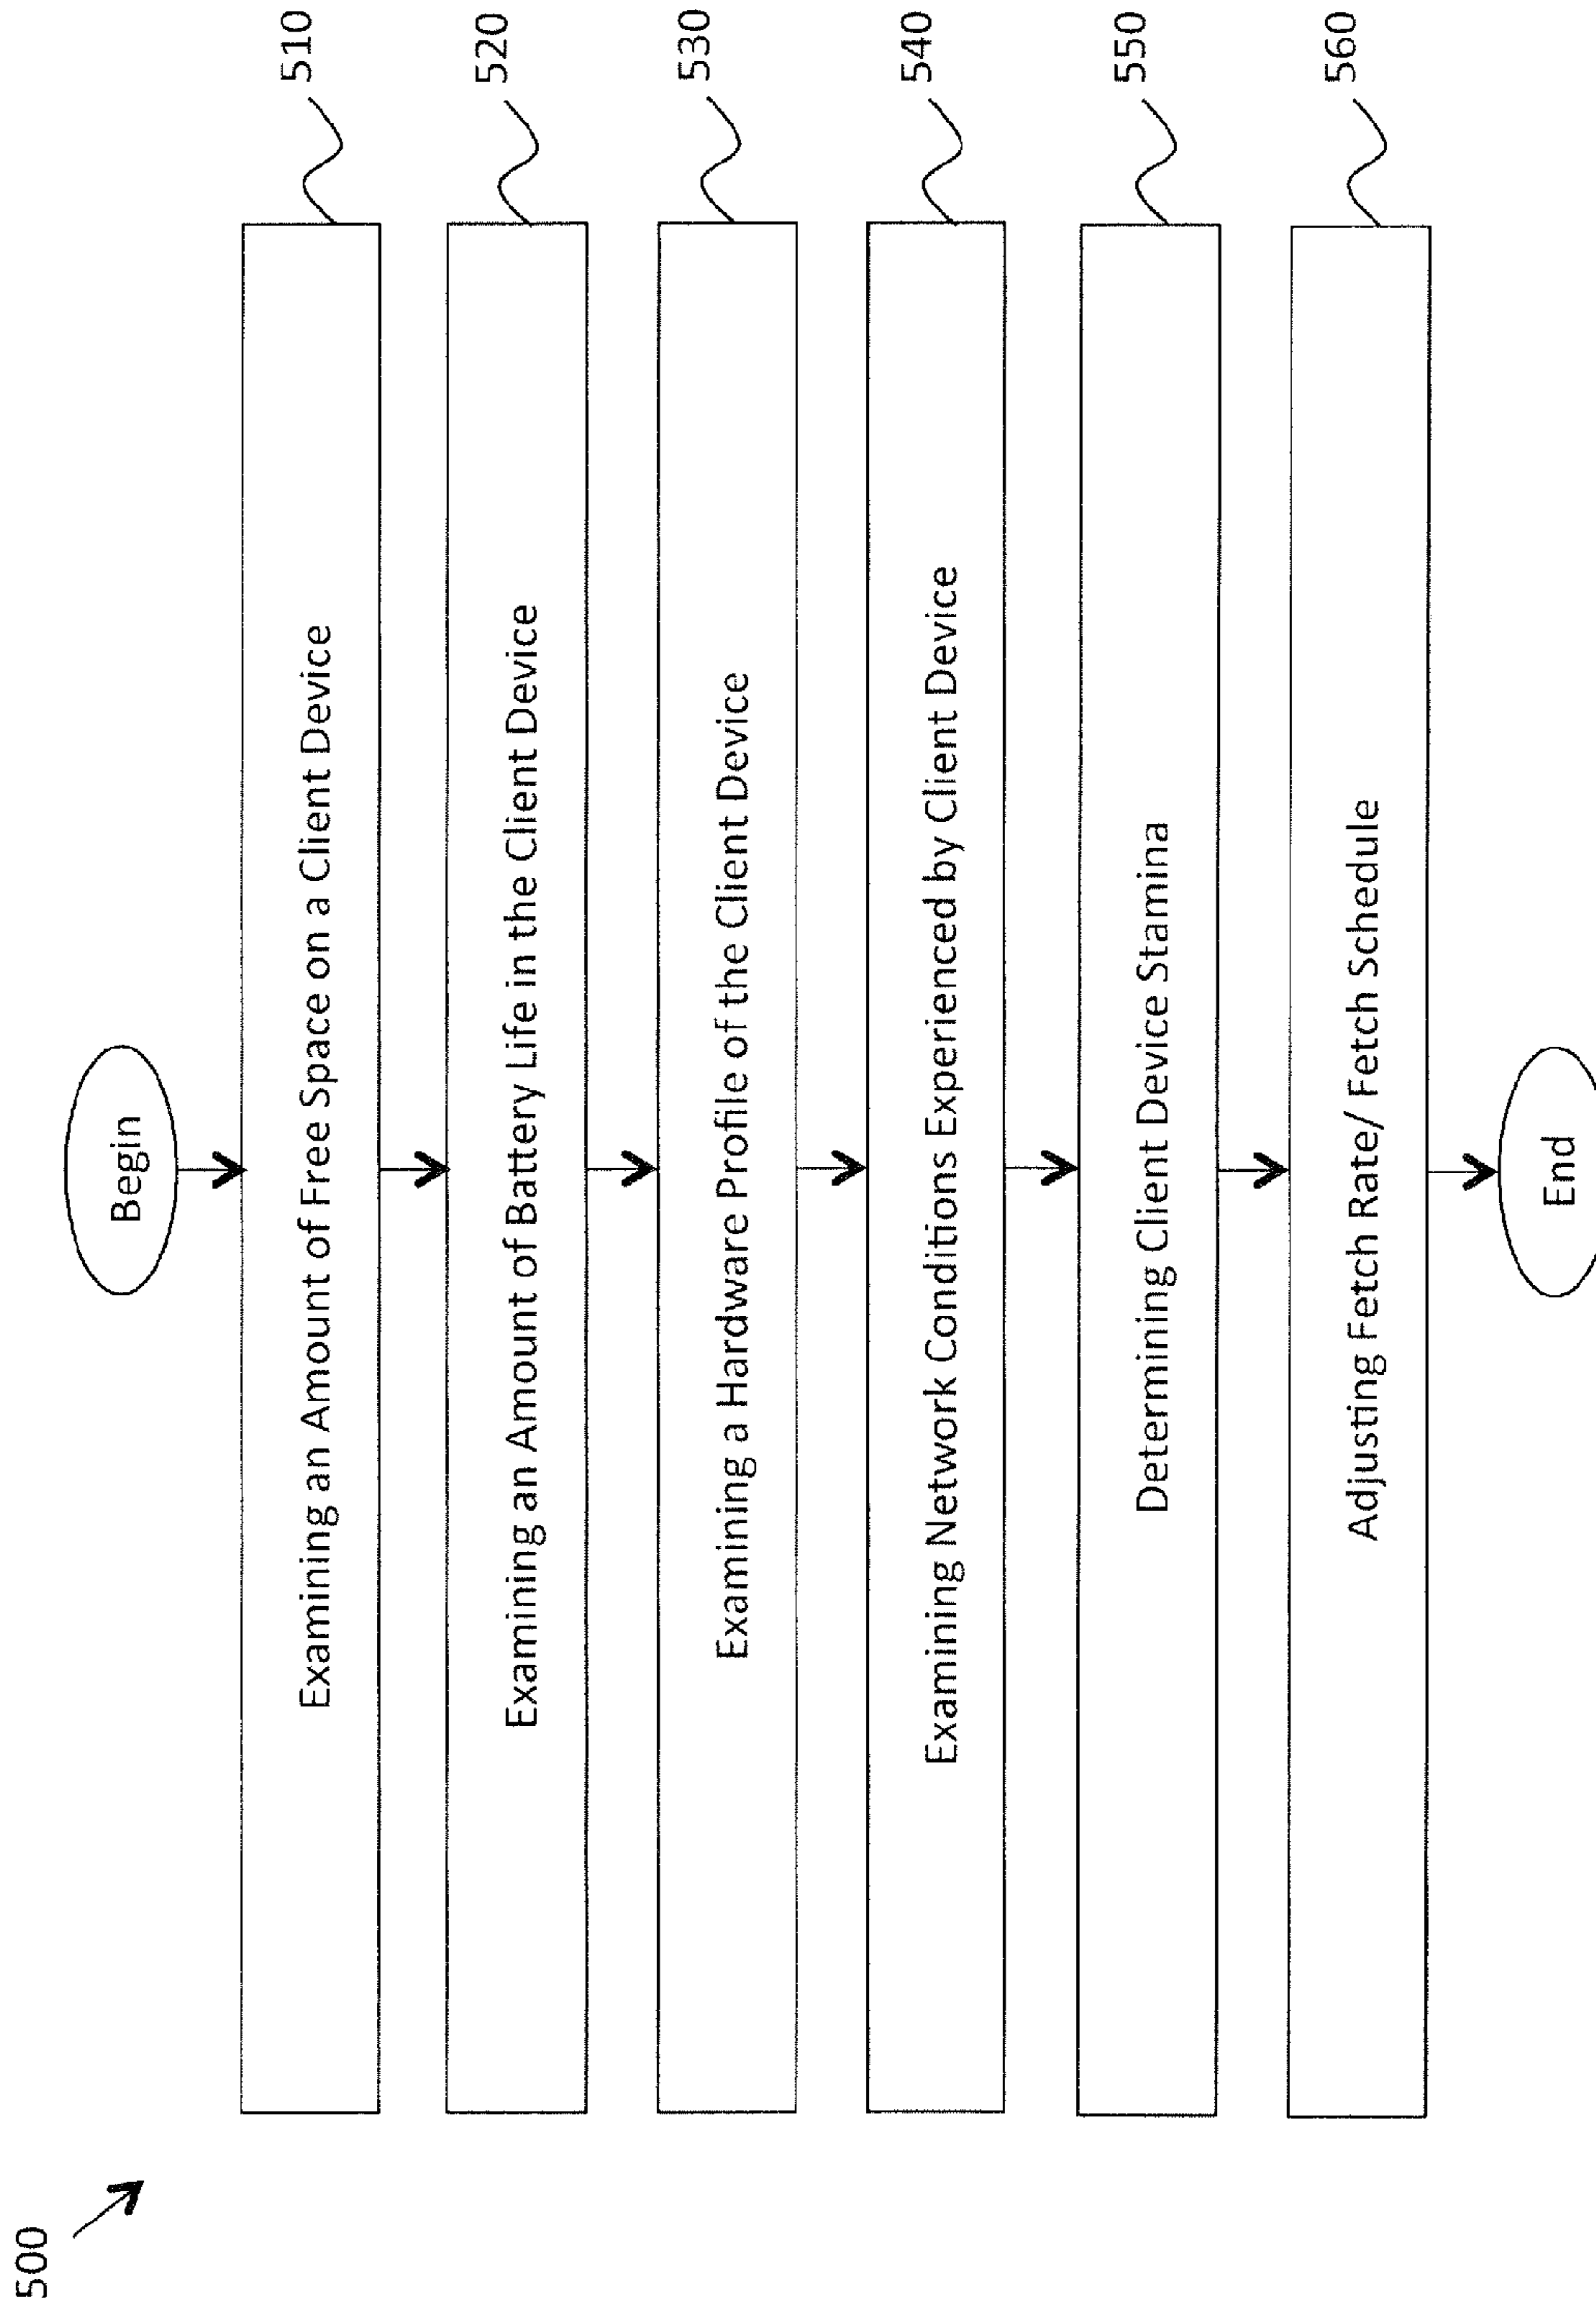 500
Begin
Examining an Amount of Free Space on a Client Device
510
Examining an Amount of Battery Life in the Client Device
520
Examining a Hardware Profile of the Client Device
530
Examining Network Conditions Experienced by Client Device
540
Determining Client Device Stamina
550
Adjusting Fetch Rate/ Fetch Schedule
560
End